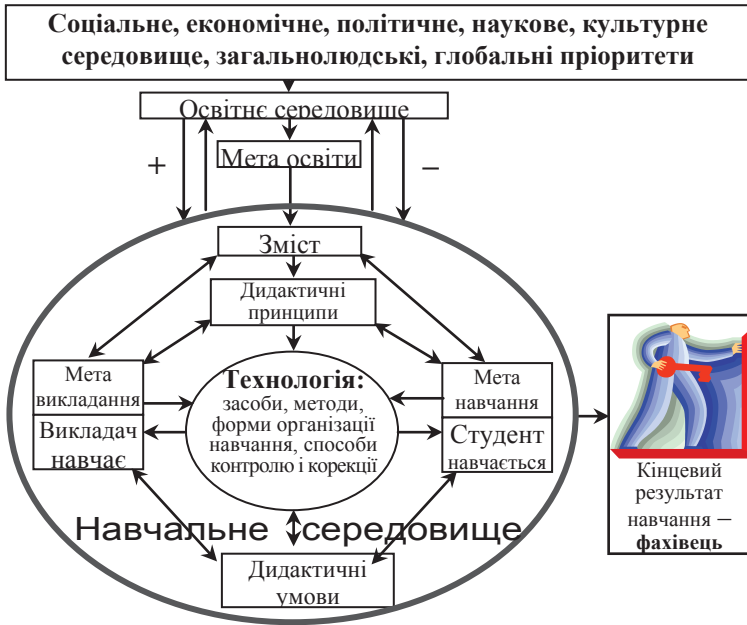 Соціальне, економічне, політичне, наукове, культурне
середовище, загальнолюдські, глобальні пріоритети
Освітнє середовище
+
Мета освіти
–
Зміст
Дидактичні
принципи
Мета
викладання
Викладач
навчає
Технологія:
засоби, методи,
форми організації
навчання, способи
контролю і корекції
Мета
навчання
Студент
навчається
Навчальне середовище
Дидактичні
умови
Кінцевий
результат
навчання –
фахівець